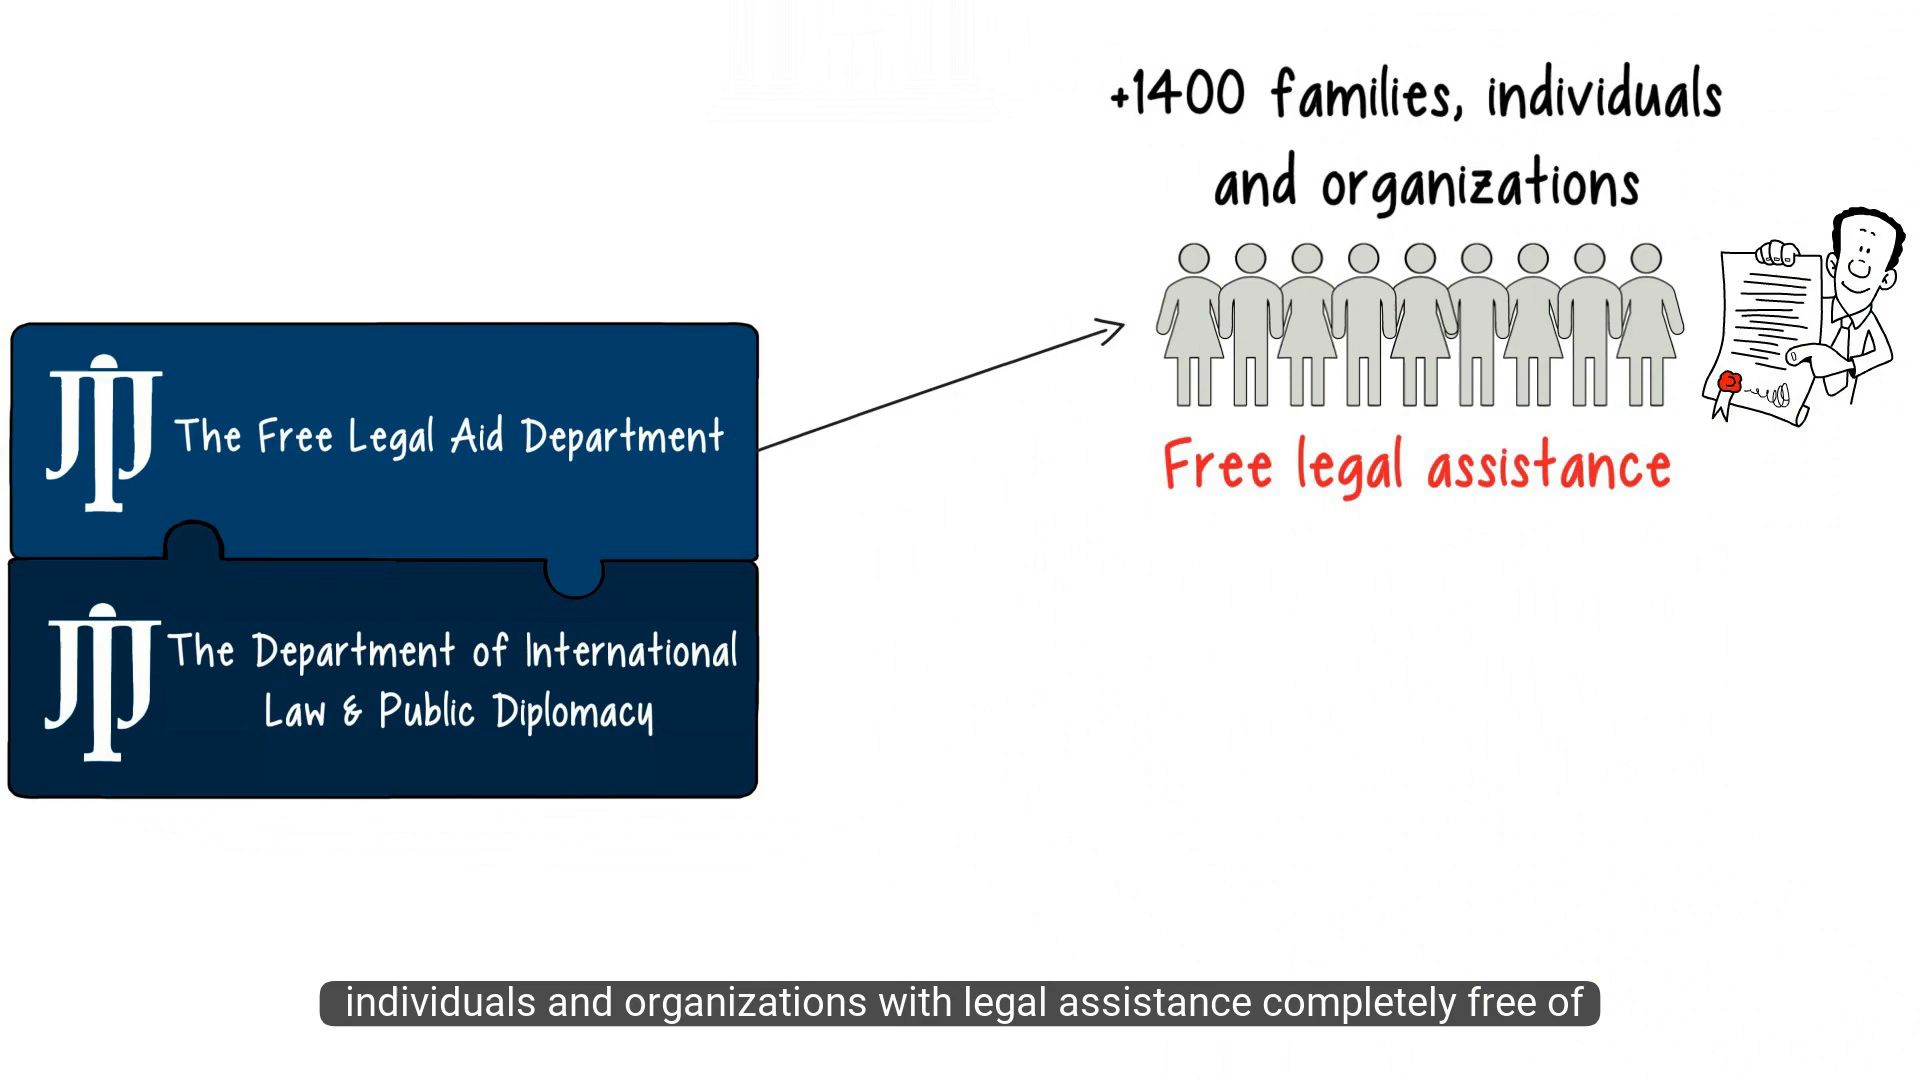 +1400 families, individuals
and organizations
Free legal assistance
The Free Legal Aid Department
The Department of International
Law & Public Diplomacy
individuals and organizations with legal assistance completely free of